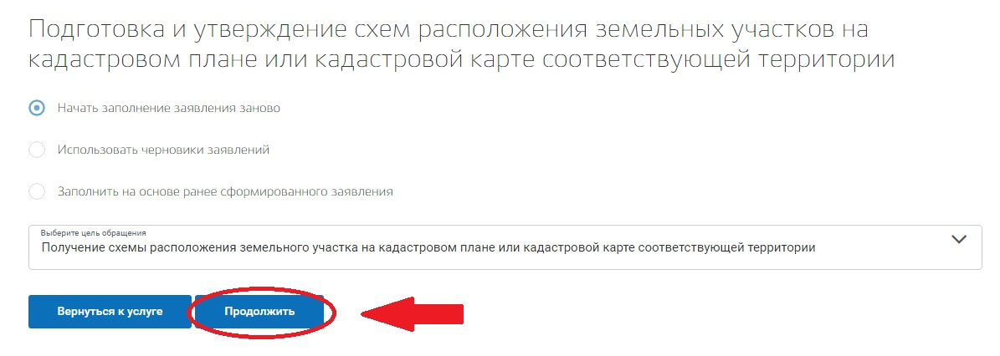 Подготовка и утверждение схем расположения земельных участков на
кадастровом плане или кадастровой карте соответствующей территории
Начать заполнение заявления заново
Использовать черновики заявлений
Заполнить на основе ранее сформированного заявления
Выберите цель обращения
Получение схемы расположения земельного участка на кадастровом плане или кадастровой карте соответствующей территории
Вернуться к услуге Продолжить